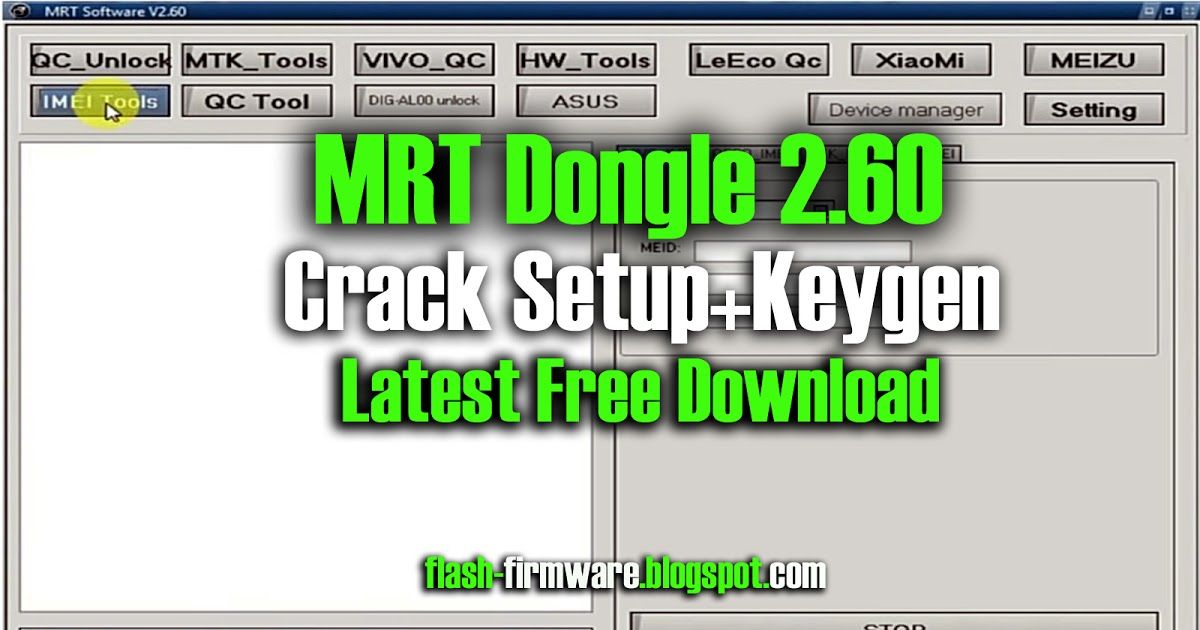 MRT Software V2.60
QC_Unlock MTK_Tools VIVO_QC HW_Tools LeEco Qc XiaoMi MEIZU
IMEI Tools QC Tool DIG-AL00 unlock ASUS Device manager Setting
MRT Dongle 2.60
MEID:
Crack Setup+Keygen
Latest Free Download
flash-firmware.blogspot.com
STOP